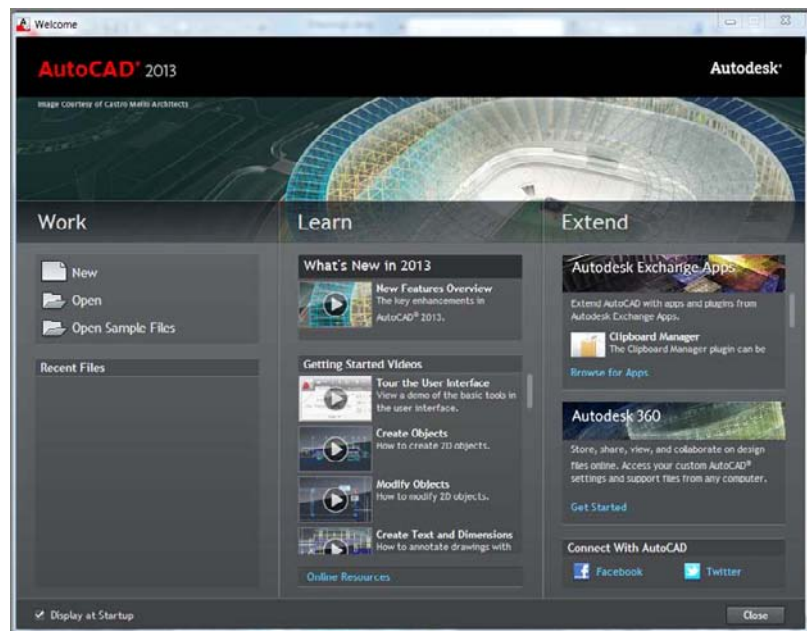 Welcome
AutoCAD® 2013
Autodesk®
Image Courtesy of Castro Mello Architects
Work
New
Open
Open Sample Files
Recent Files
Learn
What's New in 2013
New Features Overview
The key enhancements in
AutoCAD® 2013.
Getting Started Videos
Tour the User Interface
View a demo of the basic tools in
the user interface.
Create Objects
How to create 2D objects.
Modify Objects
How to modify 2D objects.
Create Text and Dimensions
How to annotate drawings with
Online Resources
Extend
Autodesk Exchange Apps
Extend AutoCAD with apps and plugins from
Autodesk Exchange Apps.
Clipboard Manager
The Clipboard Manager plugin can be
Browse for Apps
Autodesk 360
Store, share, view, and collaborate on design
files online. Access your custom AutoCAD®
settings and support files from any computer.
Get Started
Connect With AutoCAD
Facebook
Twitter
Display at Startup
Close